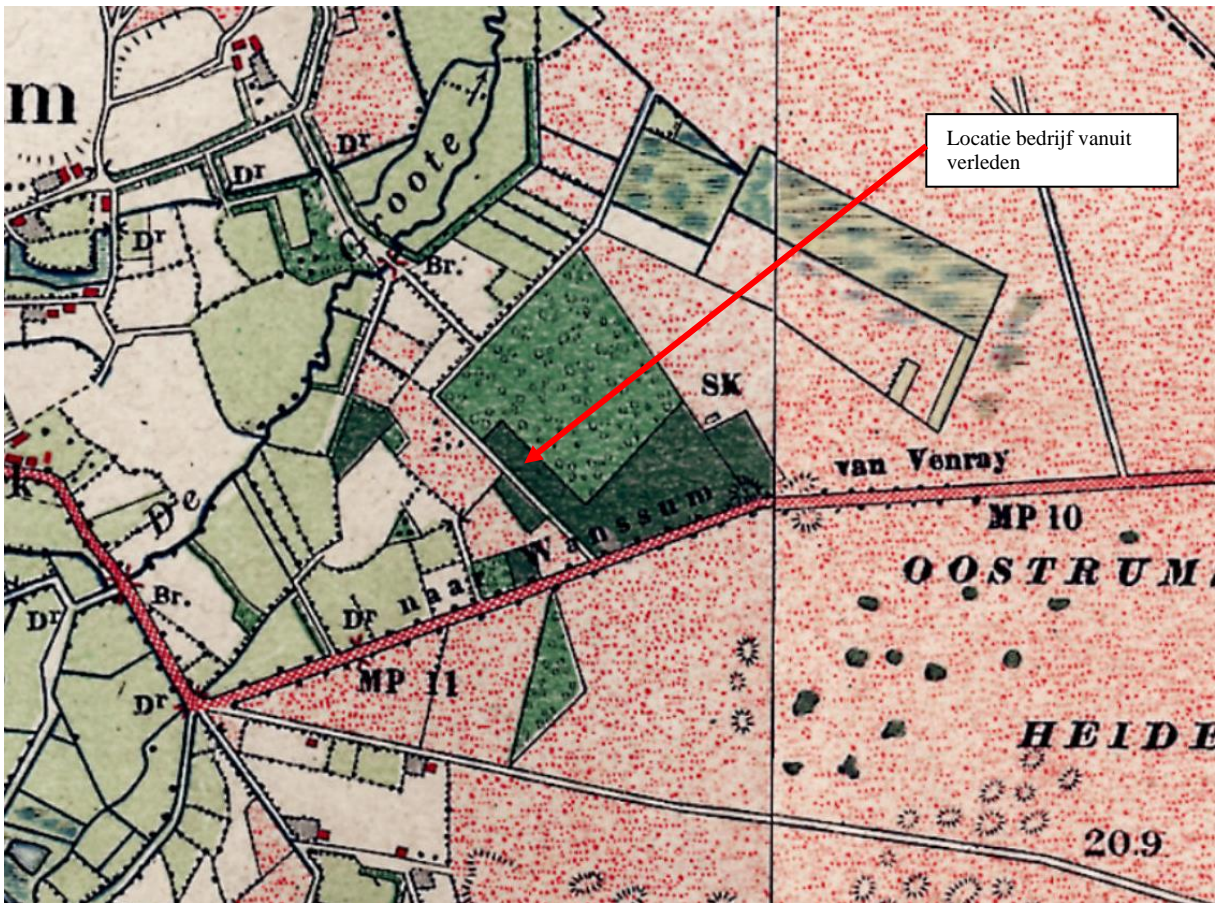 m
Dr
Dr
Dr
Groote
Br.
Locatie bedrijf vanuit
verleden
SK
van Venray
MP 10
OOSTRUM
De
naar Wanssum
Br.
Dr
Dr
MP 11
Dr
HEIDE
20.9